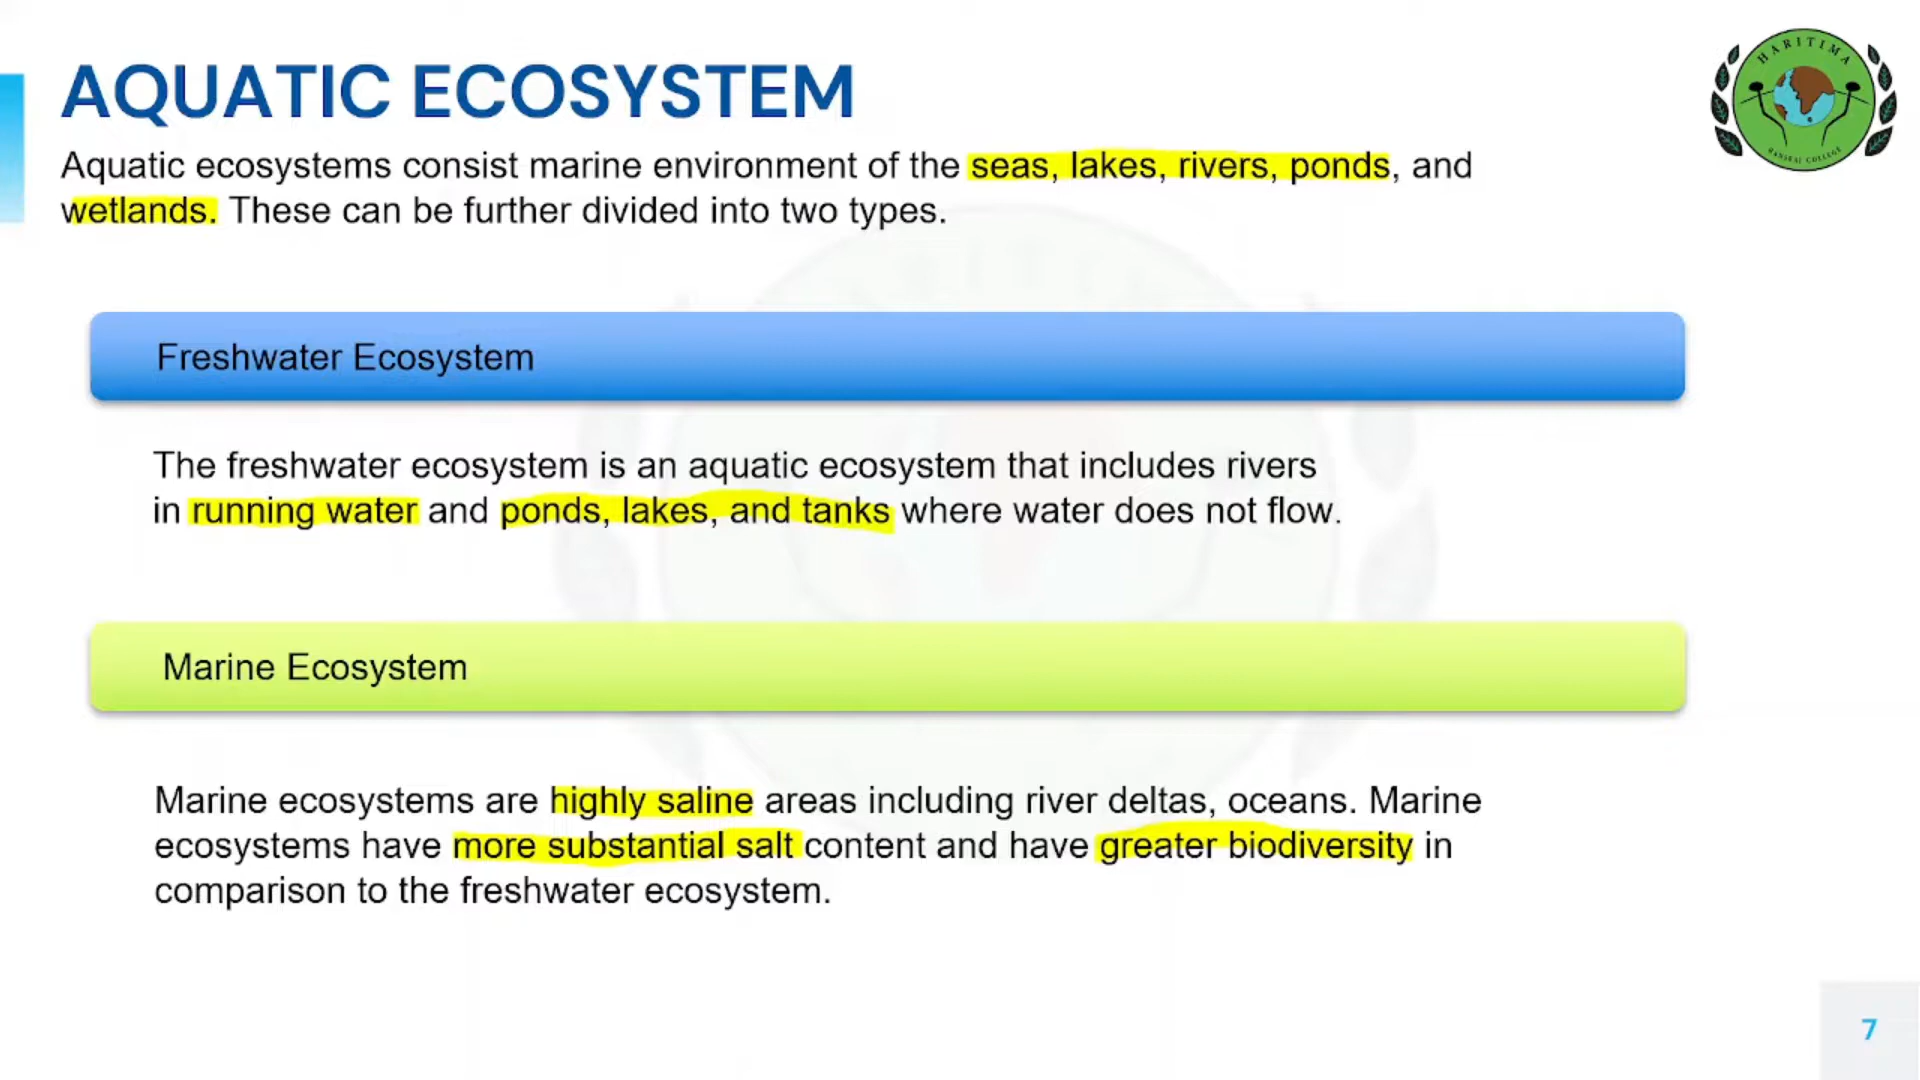 AQUATIC ECOSYSTEM
HARITIMA
HANSRAJ COLLEGE
Aquatic ecosystems consist marine environment of the seas, lakes, rivers, ponds, and
wetlands. These can be further divided into two types.
Freshwater Ecosystem
The freshwater ecosystem is an aquatic ecosystem that includes rivers
in running water and ponds, lakes, and tanks where water does not flow.
Marine Ecosystem
Marine ecosystems are highly saline areas including river deltas, oceans. Marine
ecosystems have more substantial salt content and have greater biodiversity in
comparison to the freshwater ecosystem.
7